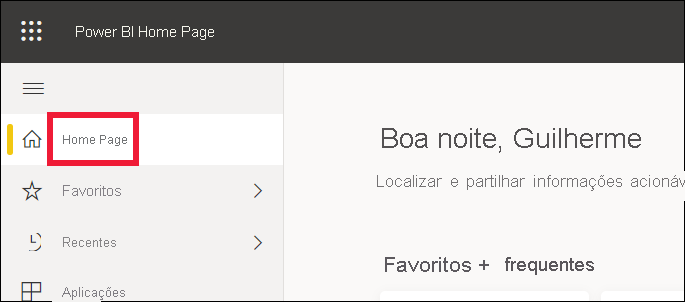 Power BI Home Page
Home Page
Boa noite, Guilherme
Favoritos
Localizar e partilhar informações acionáv
Recentes
Favoritos + frequentes
Aplicações